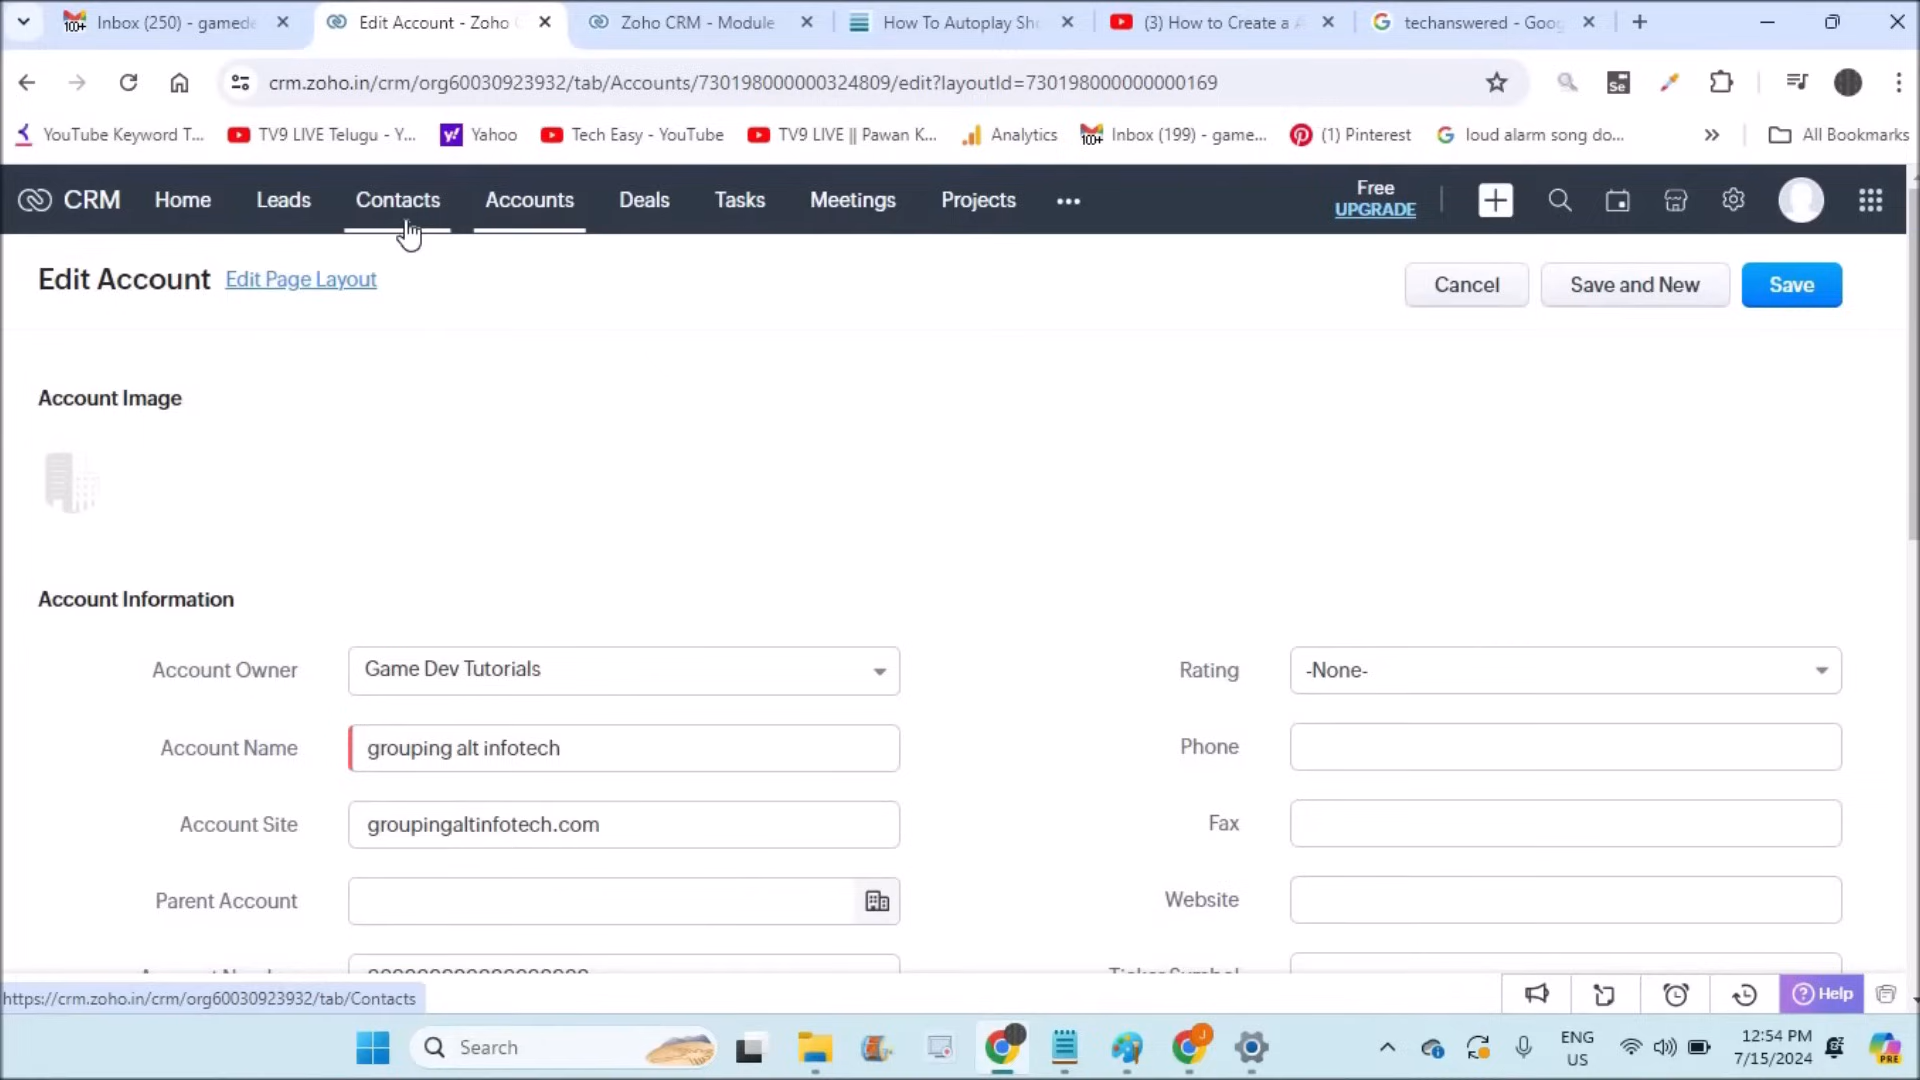 Inbox (250) - gamede
Edit Account - Zoho C
Zoho CRM - Module
How To Autoplay Sh
(3) How to Create a A
techanswered - Goog
crm.zoho.in/crm/org60030923932/tab/Accounts/730198000000324809/edit?layoutId=730198000000000169
Se
YouTube Keyword T...
TV9 LIVE Telugu - Y...
Yahoo
Tech Easy - YouTube
TV9 LIVE || Pawan K...
Analytics
Inbox (199) - game...
(1) Pinterest
loud alarm song do...
All Bookmarks
CRM
Home
Leads
Contacts
Accounts
Deals
Tasks
Meetings
Projects
Free
UPGRADE
Edit Account
Edit Page Layout
Cancel
Save and New
Save
Account Image
Account Information
Account Owner
Game Dev Tutorials
Rating
-None-
Account Name
grouping alt infotech
Phone
Account Site
groupingaltinfotech.com
Fax
Parent Account
Website
Ticker Symbol
https://crm.zoho.in/crm/org60030923932/tab/Contacts
Help
Search
ENG
US
12:54 PM
7/15/2024